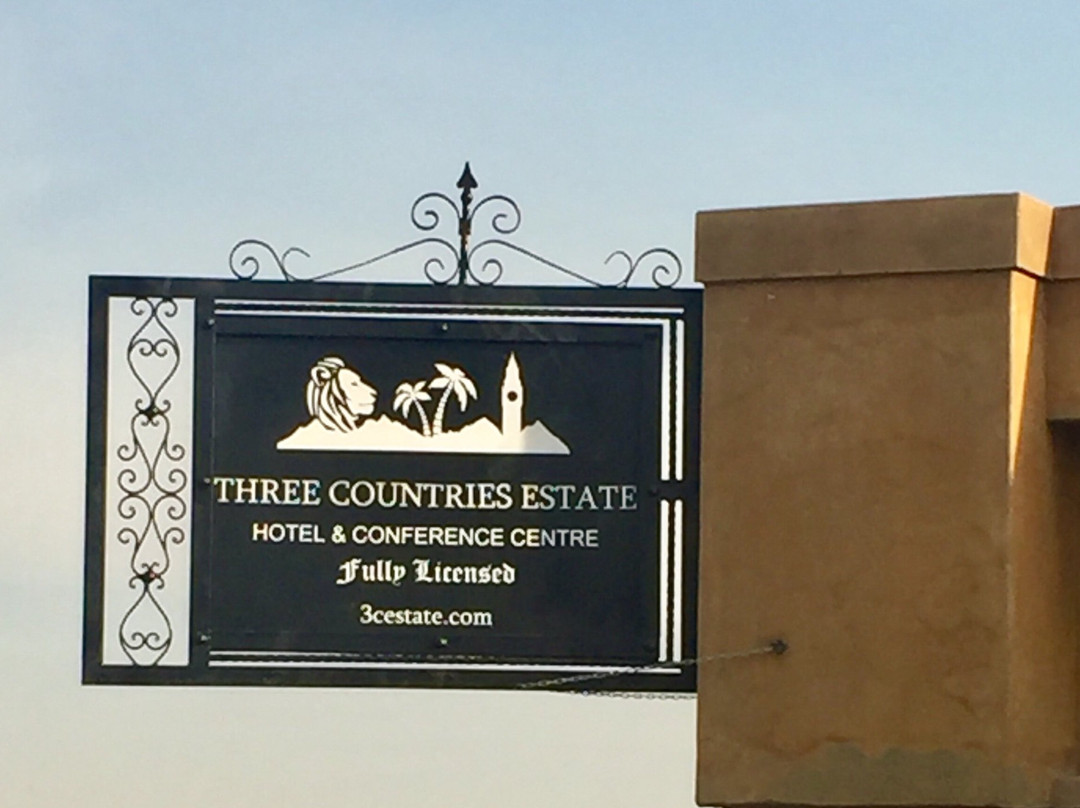 THREE COUNTRIES ESTATE
HOTEL & CONFERENCE CENTRE
Fully Licensed
3cestate.com